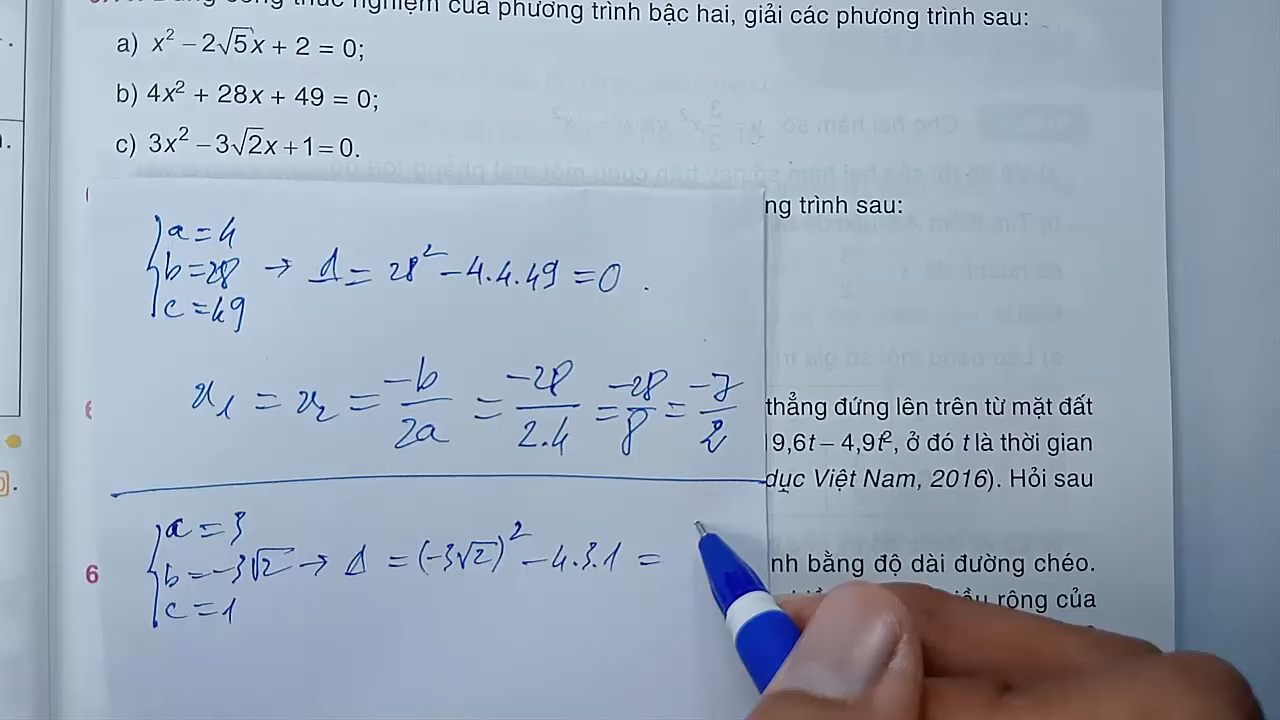 nghiệm của phương trình bậc hai, giải các phương trình sau:
a) x² − 2√5x + 2 = 0;
b) 4x² + 28x + 49 = 0;
c) 3x² − 3√2x + 1 = 0.
ng trình sau:
a = 4
b = 28 → Δ = 28² − 4.4.49 = 0 .
c = 49
x₁ = x₂ = -b/2a = -28/2.4 = -28/8 = -7/2
thẳng đứng lên trên từ mặt đất
9,6t − 4,9t², ở đó t là thời gian
dục Việt Nam, 2016). Hỏi sau
a = 3
b = -3√2 → Δ = (-3√2)² − 4.3.1 =
c = 1
6
nh bằng độ dài đường chéo.
rộng của